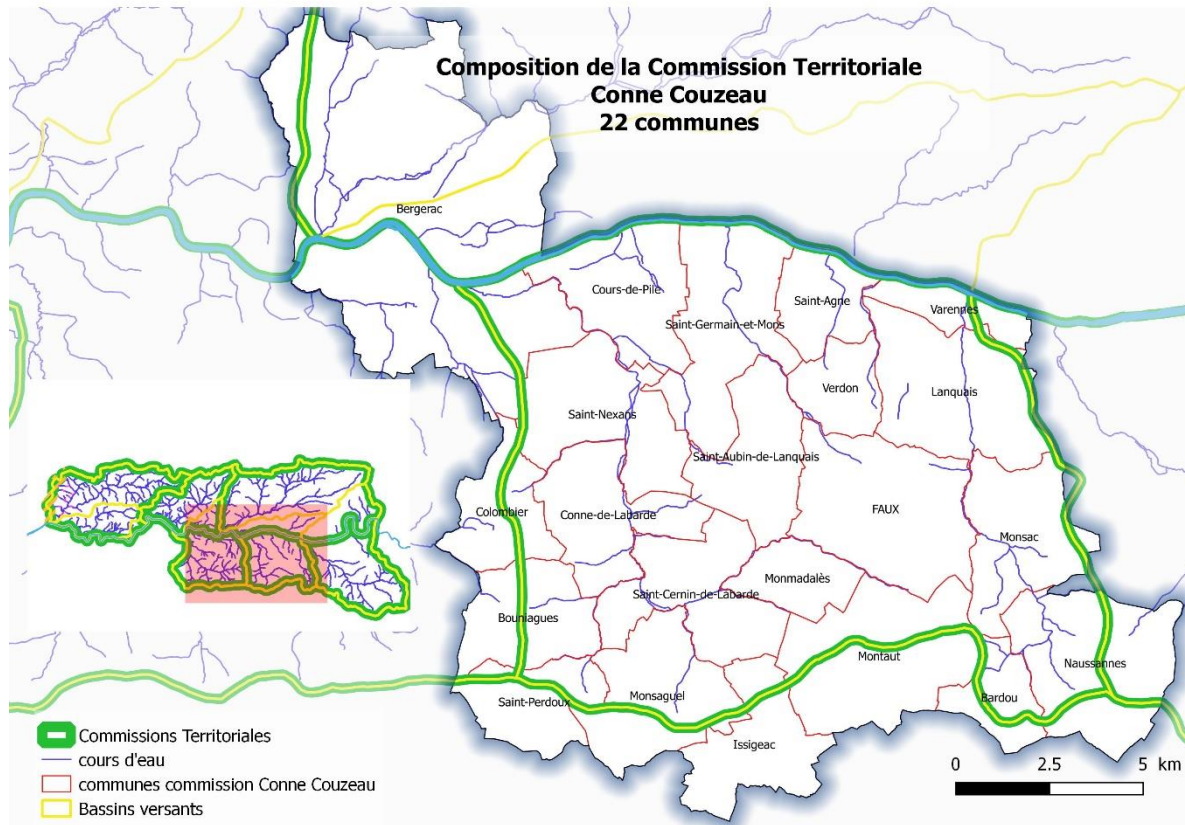 Composition de la Commission Territoriale
Conne Couzeau
22 communes
Bergerac
Cours-de-Pile
Saint-Agne
Saint-Germain-et-Mons
Varennes
Verdon
Lanquais
Saint-Nexans
Saint-Aubin-de-Lanquais
Colombier
Conne-de-Labarde
FAUX
Monsac
Monmadalès
Saint-Cernin-de-Labarde
Bouniagues
Montaut
Naussannes
Saint-Perdoux
Monsaguel
Bardou
Issigeac
Commissions Territoriales
cours d'eau
communes commission Conne Couzeau
Bassins versants
0 2.5 5 km